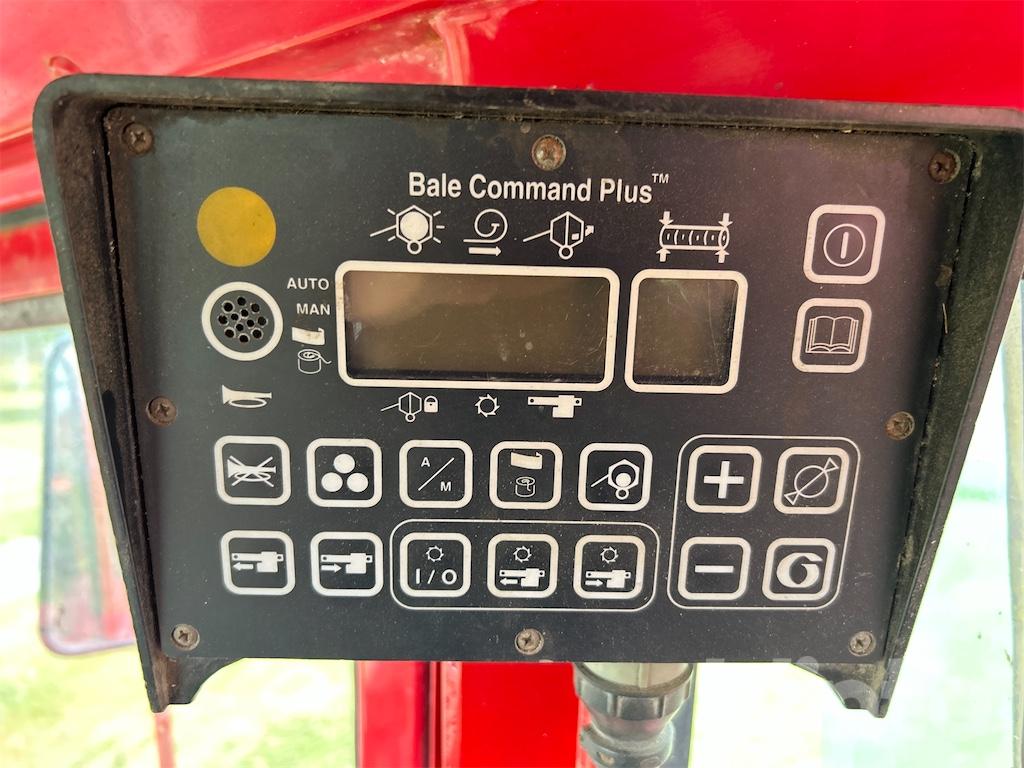 Bale Command Plus™
AUTO
MAN
A/M
I/O